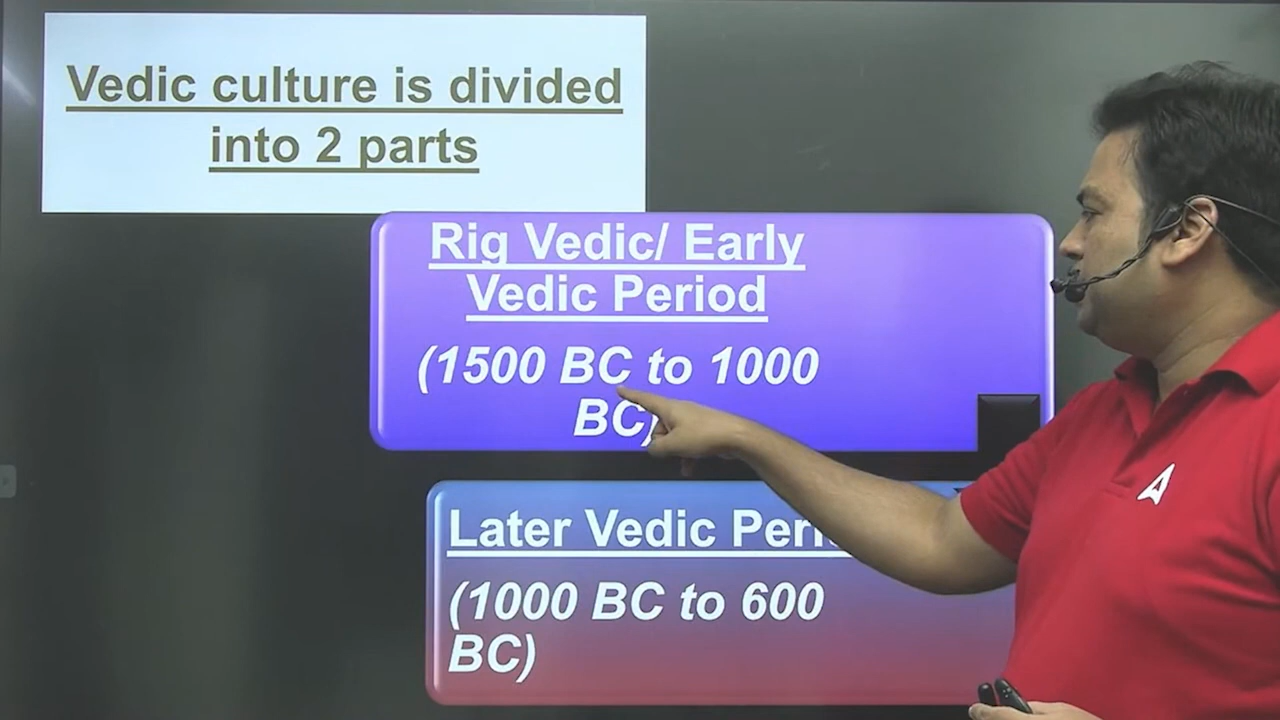 Vedic culture is divided
into 2 parts
Rig Vedic/ Early
Vedic Period
(1500 BC to 1000
BC)
Later Vedic
(1000 BC to 600
BC)